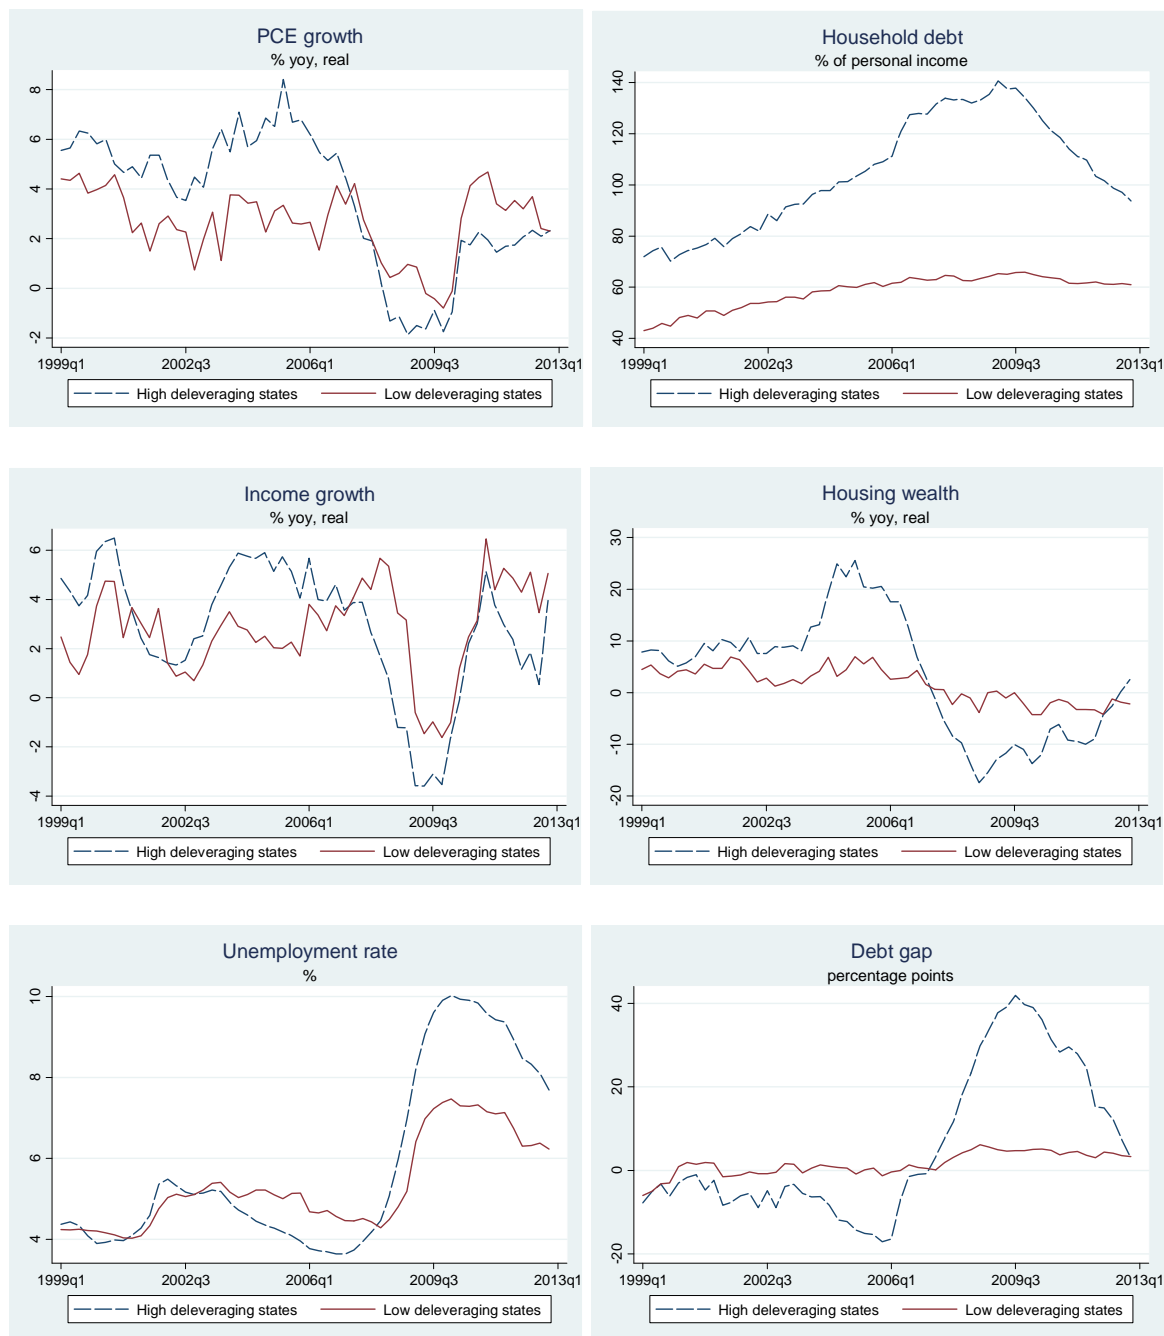 PCE growth
% yoy, real
8
6
4
2
0
-2
1999q1 2002q3 2006q1 2009q3 2013q1
High deleveraging states Low deleveraging states
Household debt
% of personal income
140
120
100
80
60
40
1999q1 2002q3 2006q1 2009q3 2013q1
High deleveraging states Low deleveraging states
Income growth
% yoy, real
6
4
2
0
-2
-4
1999q1 2002q3 2006q1 2009q3 2013q1
High deleveraging states Low deleveraging states
Housing wealth
% yoy, real
30
20
10
0
-10
-20
1999q1 2002q3 2006q1 2009q3 2013q1
High deleveraging states Low deleveraging states
Unemployment rate
%
10
8
6
4
1999q1 2002q3 2006q1 2009q3 2013q1
High deleveraging states Low deleveraging states
Debt gap
percentage points
40
20
0
-20
1999q1 2002q3 2006q1 2009q3 2013q1
High deleveraging states Low deleveraging states